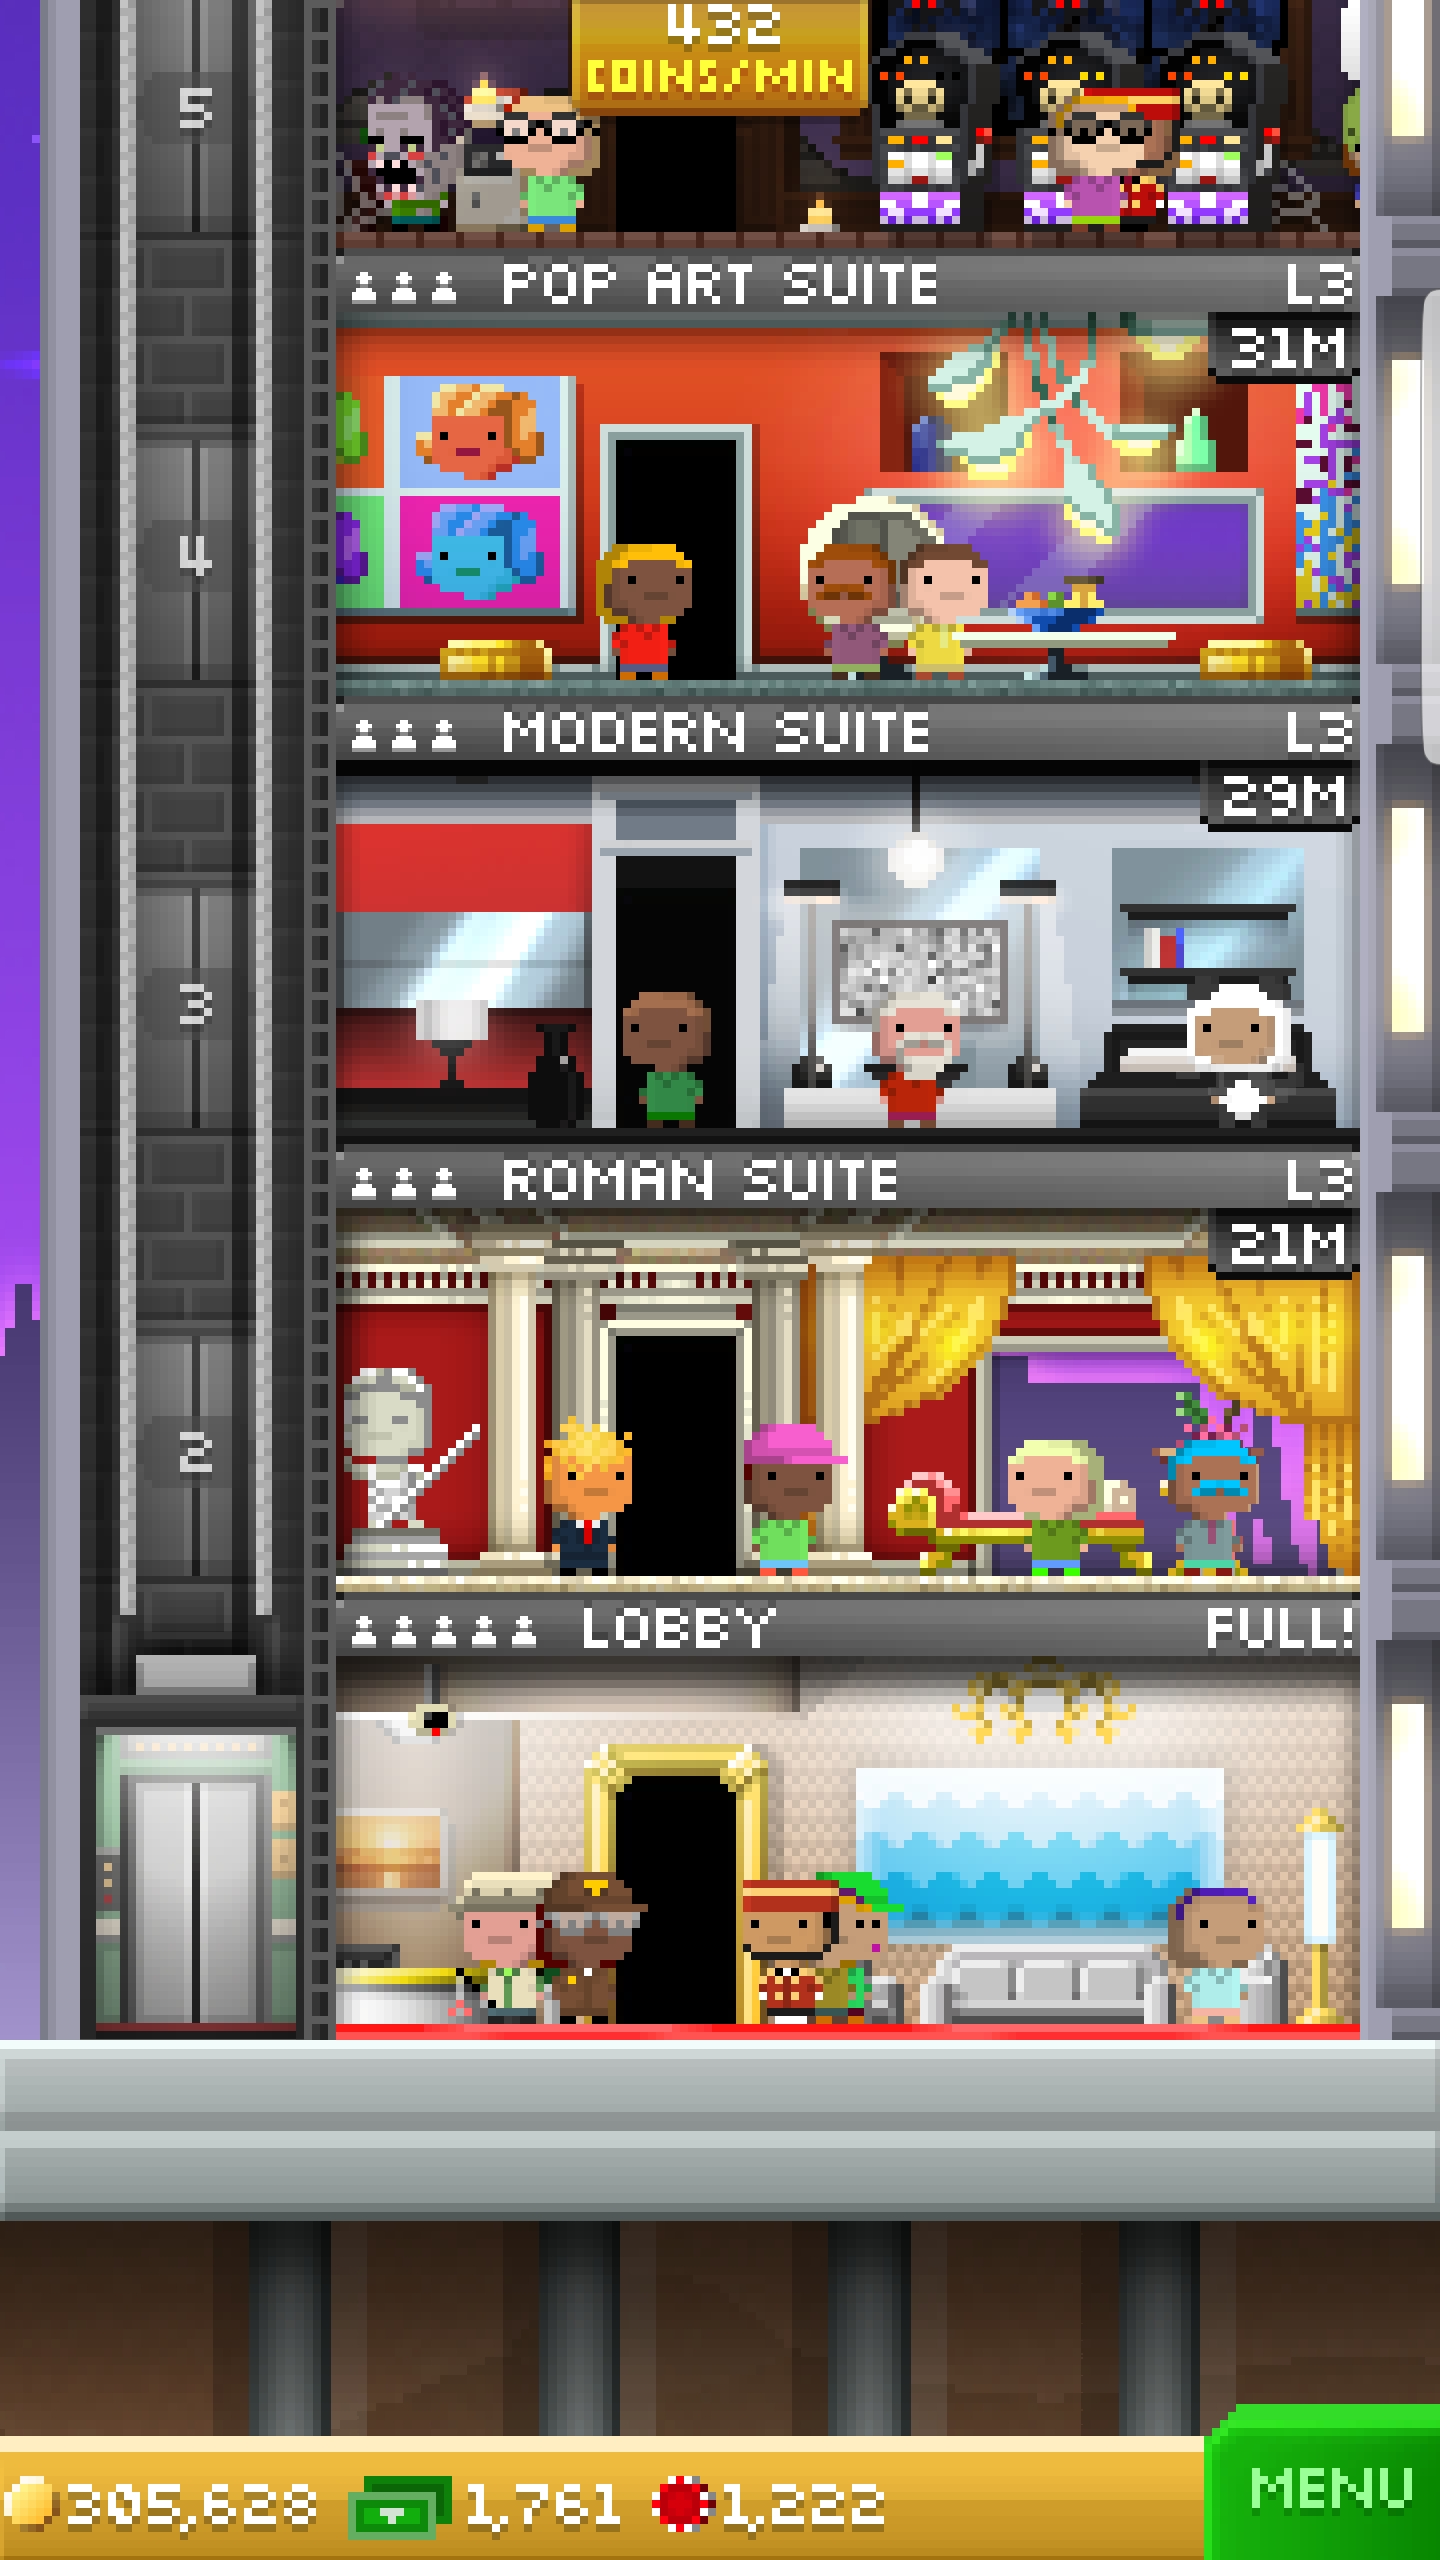 432
COINS/MIN
5
POP ART SUITE L3
31M
4
MODERN SUITE L3
29M
3
ROMAN SUITE L3
21M
2
LOBBY FULL!
305,628 1,761 1,222
MENU